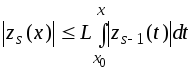 |z_s(x)| ≤ L ∫_{x_0}^{x} |z_{s-1}(t)| dt